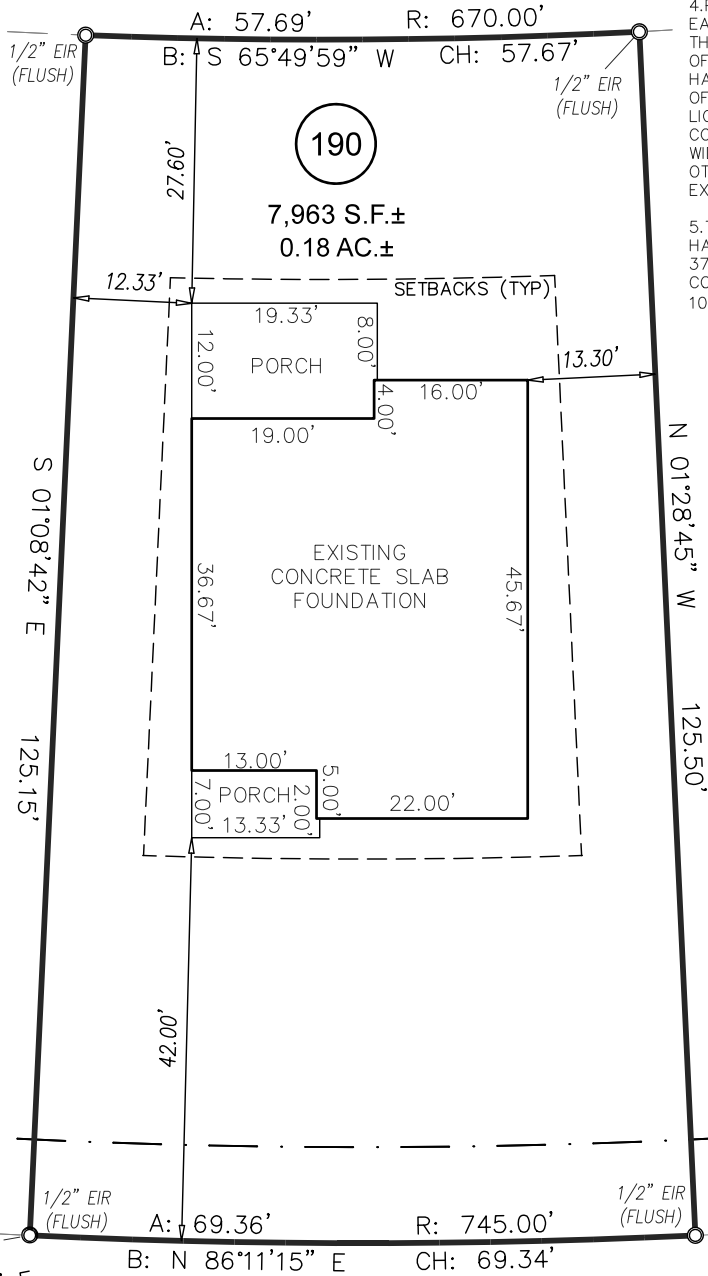 A: 57.69' R: 670.00'
1/2" EIR
(FLUSH)
B: S 65°49'59" W CH: 57.67'
1/2" EIR
(FLUSH)
27.60'
190
7,963 S.F.±
0.18 AC.±
12.33'
SETBACKS (TYP)
19.33'
8.00'
12.00'
PORCH
13.30'
16.00'
4.00'
19.00'
S 01°08'42" E 125.15'
N 01°28'45" W 125.50'
EXISTING
CONCRETE SLAB
FOUNDATION
36.67'
45.67'
13.00'
5.00'
7.00'
PORCH
2.00'
22.00'
13.33'
42.00'
1/2" EIR
(FLUSH)
1/2" EIR
(FLUSH)
A: 69.36' R: 745.00'
B: N 86°11'15" E CH: 69.34'
5.
HA
37
CO
10